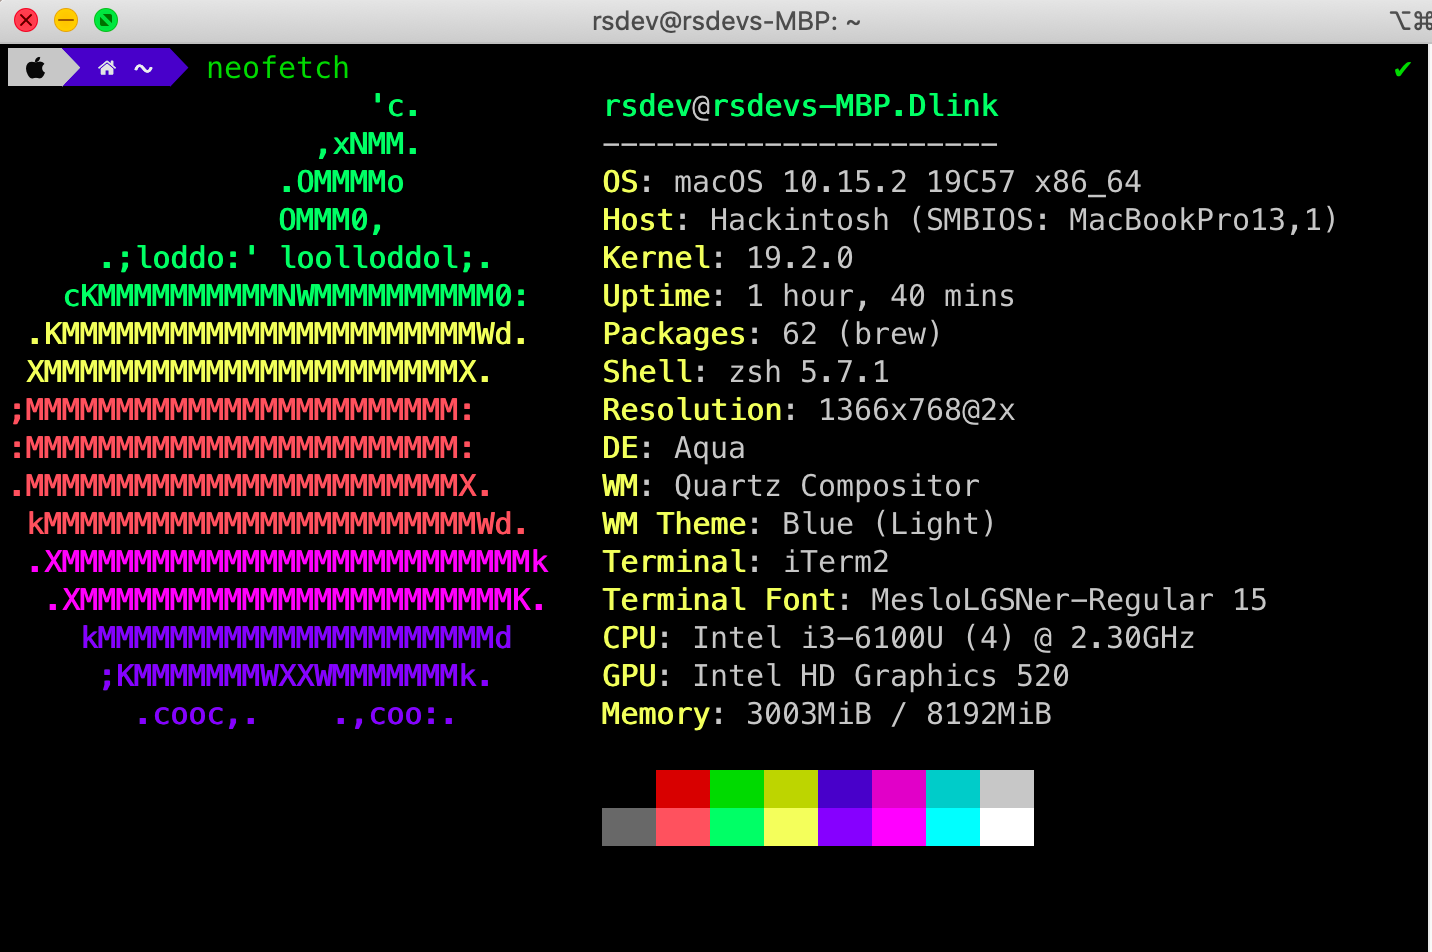 rsdev@rsdevs-MBP: ~ ⌥⌘
~ neofetch ✔
'c. rsdev@rsdevs-MBP.Dlink
,xNMM. ----------------------
.OMMMMo OS: macOS 10.15.2 19C57 x86_64
OMMM0, Host: Hackintosh (SMBIOS: MacBookPro13,1)
.;loddo:' loolloddol;. Kernel: 19.2.0
cKMMMMMMMMMMNWMMMMMMMMMM0: Uptime: 1 hour, 40 mins
.KMMMMMMMMMMMMMMMMMMMMMMMWd. Packages: 62 (brew)
XMMMMMMMMMMMMMMMMMMMMMMMX. Shell: zsh 5.7.1
;MMMMMMMMMMMMMMMMMMMMMMMM: Resolution: 1366x768@2x
:MMMMMMMMMMMMMMMMMMMMMMMM: DE: Aqua
.MMMMMMMMMMMMMMMMMMMMMMMMX. WM: Quartz Compositor
kMMMMMMMMMMMMMMMMMMMMMMMMWd. WM Theme: Blue (Light)
.XMMMMMMMMMMMMMMMMMMMMMMMMMMk Terminal: iTerm2
.XMMMMMMMMMMMMMMMMMMMMMMMMK. Terminal Font: MesloLGSNer-Regular 15
kMMMMMMMMMMMMMMMMMMMMMMd CPU: Intel i3-6100U (4) @ 2.30GHz
;KMMMMMMMWXXWMMMMMMMk. GPU: Intel HD Graphics 520
.cooc,. .,coo:. Memory: 3003MiB / 8192MiB